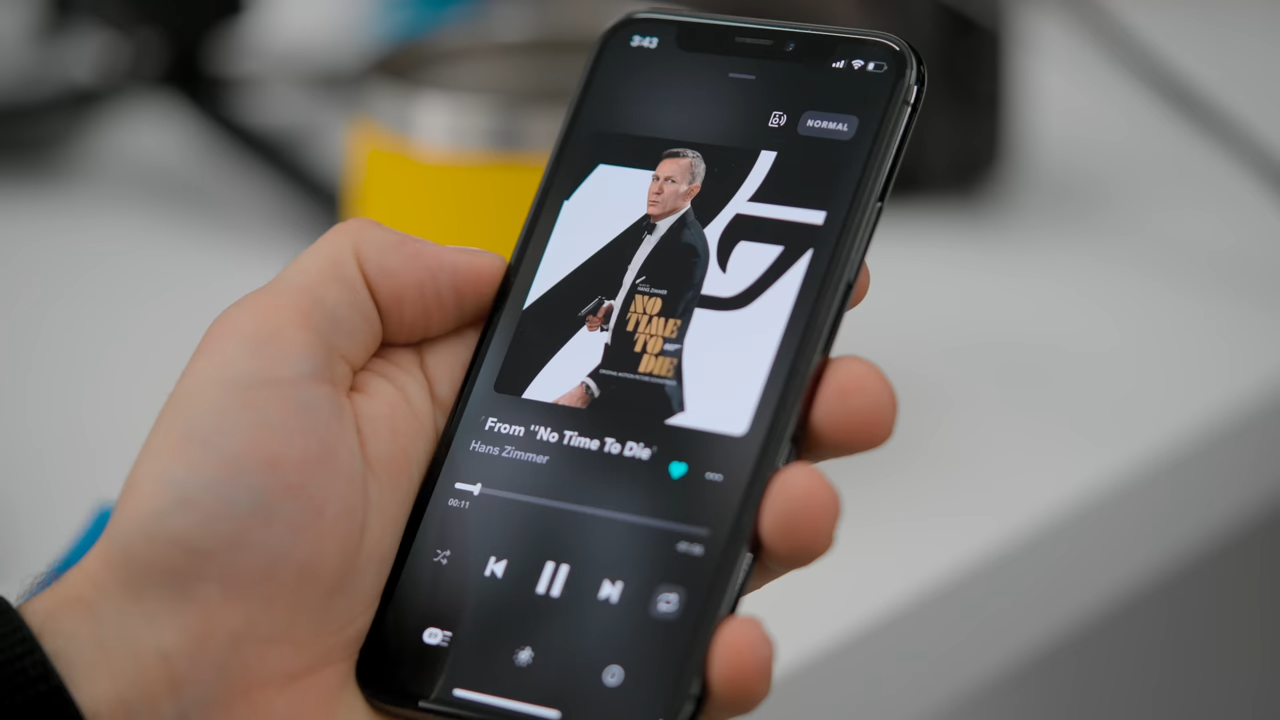 3:43
NORMAL
HANS ZIMMER
NO
TIME
TO
DIE
ORIGINAL MOTION PICTURE SOUNDTRACK
From "No Time To Die"
Hans Zimmer
00:11